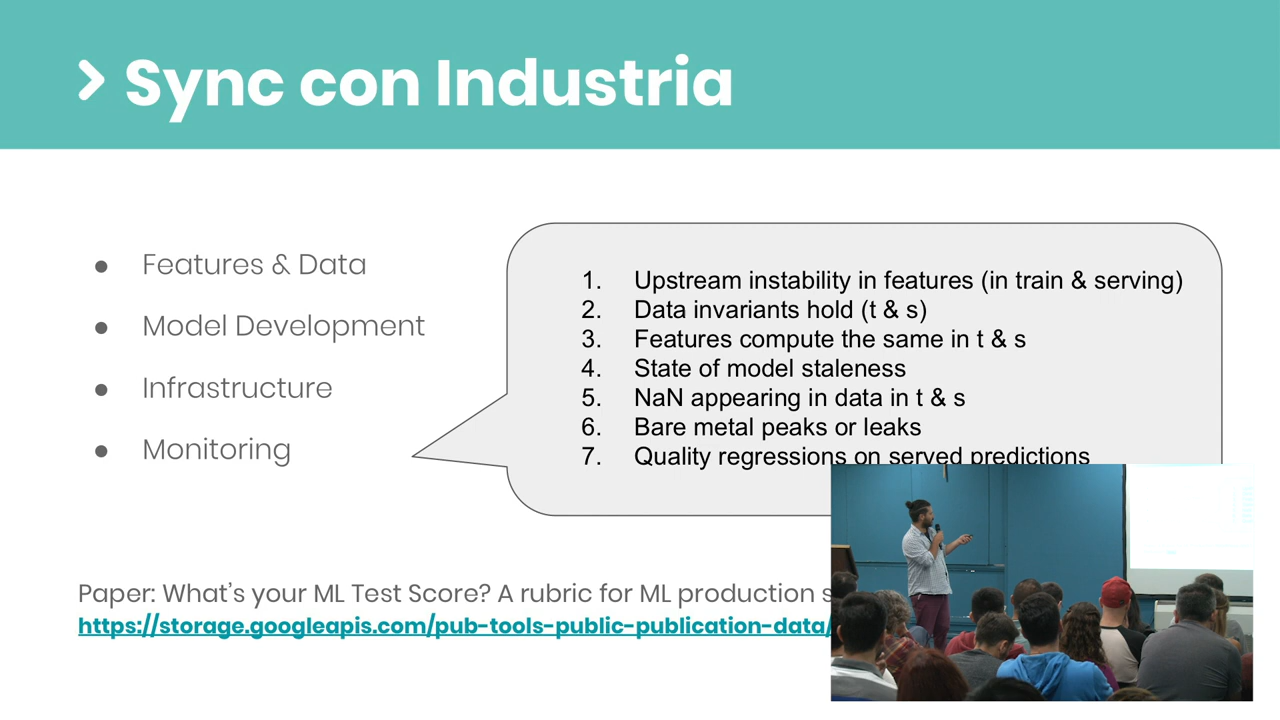 Sync con Industria
● Features & Data
● Model Development
● Infrastructure
● Monitoring
1. Upstream instability in features (in train & serving)
2. Data invariants hold (t & s)
3. Features compute the same in t & s
4. State of model staleness
5. NaN appearing in data in t & s
6. Bare metal peaks or leaks
7. Quality regressions on served predictions
Paper: What's your ML Test Score? A rubric for ML production
https://storage.googleapis.com/pub-tools-public-publication-data/